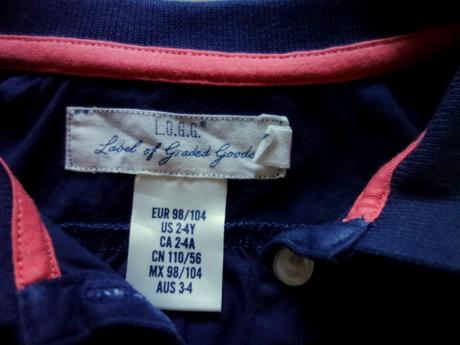 L.O.G.G.®
Label of Graded Goods
EUR 98/104
US 2-4Y
CA 2-4A
CN 110/56
MX 98/104
AUS 3-4